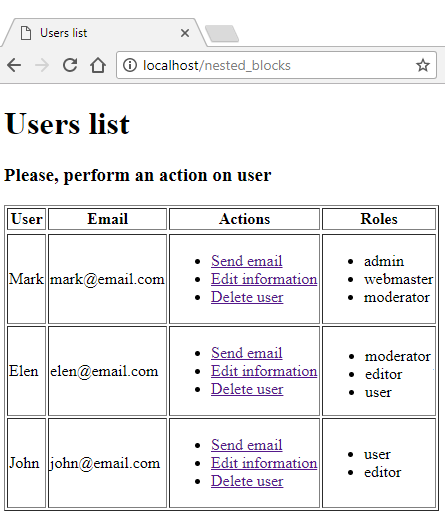 Users list
localhost/nested_blocks
Users list
Please, perform an action on user
User Email Actions Roles
Mark mark@email.com
Send email
Edit information
Delete user
admin
webmaster
moderator
Elen elen@email.com
Send email
Edit information
Delete user
moderator
editor
user
John john@email.com
Send email
Edit information
Delete user
user
editor